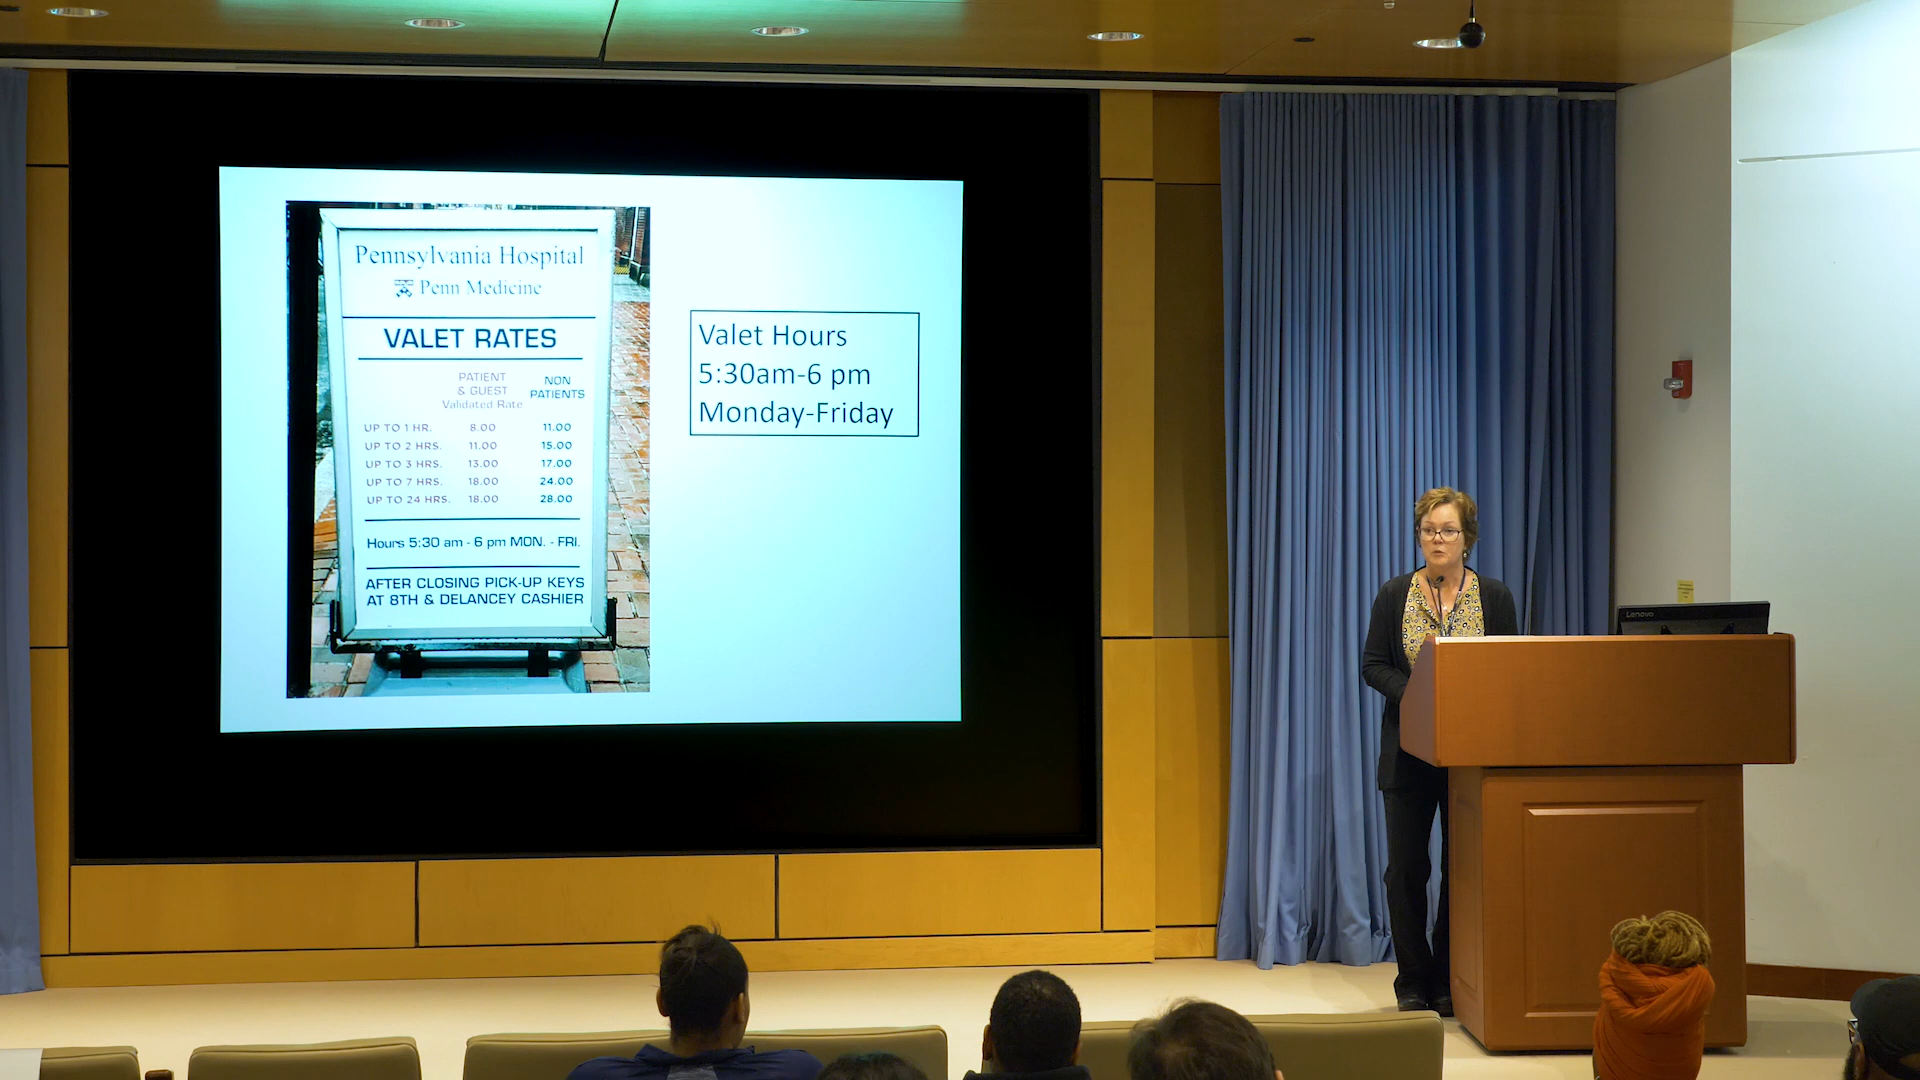 Pennsylvania Hospital
Penn Medicine
VALET RATES
PATIENT & GUEST Validated Rate
NON PATIENTS
UP TO 1 HR. 8.00 11.00
UP TO 2 HRS. 11.00 15.00
UP TO 3 HRS. 13.00 17.00
UP TO 7 HRS. 18.00 24.00
UP TO 24 HRS. 18.00 28.00
Hours 5:30 am - 6 pm MON. - FRI.
AFTER CLOSING PICK-UP KEYS
AT 8TH & DELANCEY CASHIER
Valet Hours
5:30am-6 pm
Monday-Friday
Lenovo